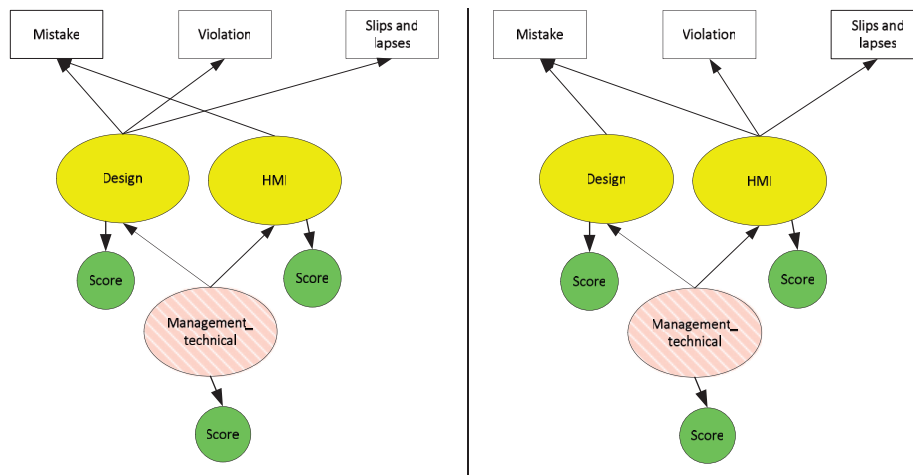 Mistake
Violation
Slips and
lapses
Design
HMI
Score
Score
Management_
technical
Score
Mistake
Violation
Slips and
lapses
Design
HMI
Score
Score
Management_
technical
Score